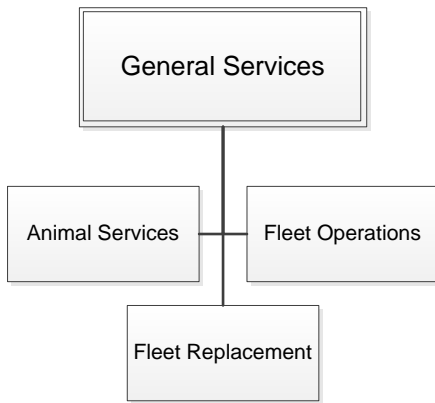 General Services
Animal Services
Fleet Operations
Fleet Replacement